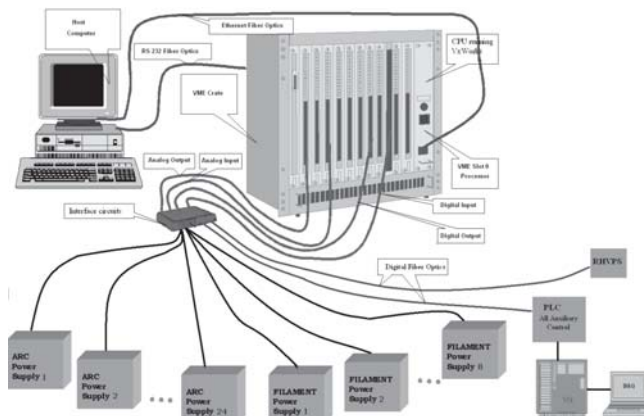 Host
Computer
Ethernet Fiber Optics
RS-232 Fiber Optics
CPU running
VxWorks
VME Crate
Analog Output
Analog Input
VME Slot 0
Processor
Digital Input
Digital Output
Interface circuits
Digital Fiber Optics
RHVPS
PLC
All Auxiliary
Control
ARC
Power
Supply 1
ARC
Power
Supply 2
ARC
Power
Supply 24
FILAMENT
Power
Supply 1
FILAMENT
Power
Supply 2
FILAMENT
Power
Supply 8